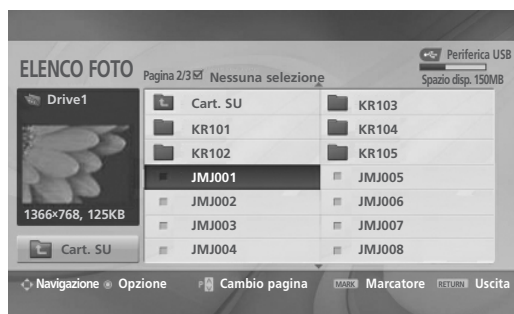 Periferica USB
ELENCO FOTO
Pagina 2/3
Nessuna selezione
Spazio disp. 150MB
Drive1
1366×768, 125KB
Cart. SU
Cart. SU
KR101
KR102
JMJ001
JMJ002
JMJ003
JMJ004
KR103
KR104
KR105
JMJ005
JMJ006
JMJ007
JMJ008
Navigazione Opzione P Cambio pagina MARK Marcatore RETURN Uscita